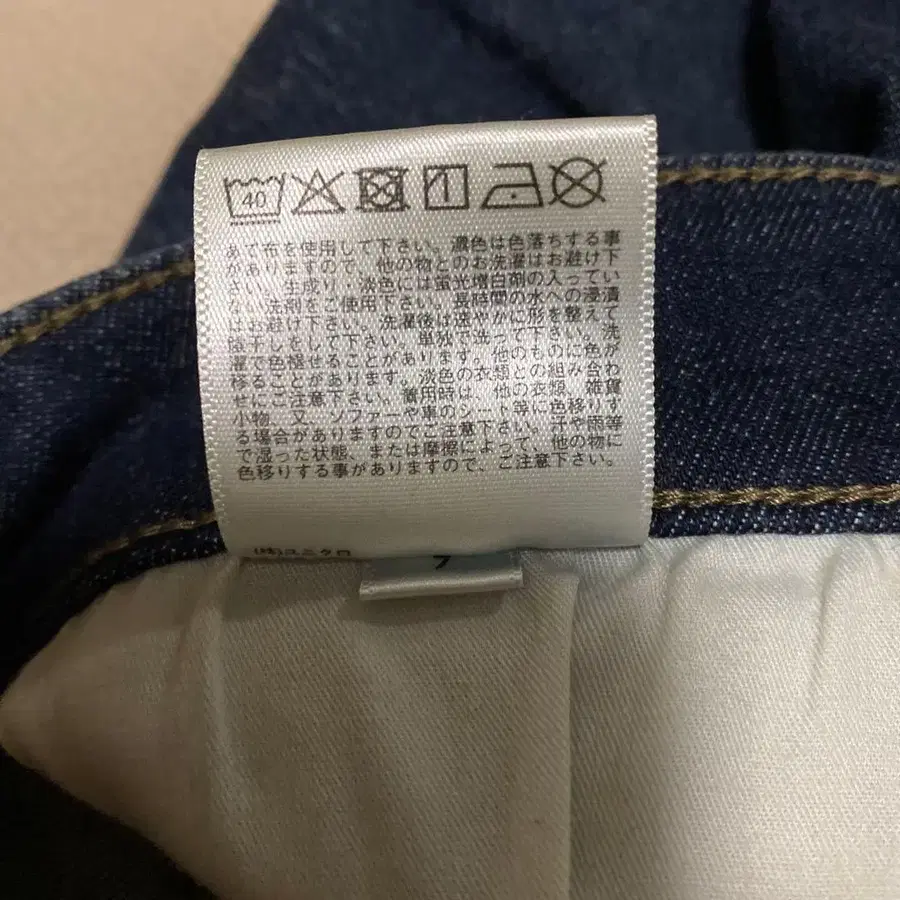 40
あて布を使用して下さい。濃色は色落ちする事
がありますので、他の物とのお洗濯はお避け下
さい。生成り・淡色には蛍光増白剤の入ってい
ない洗剤をご使用下さい。長時間の水への浸漬
はお避け下さい。洗濯後は速やかに形を整え、
陰干しをして下さい。単独で洗って下さい。洗
濯で色極せることがあります。他のものにみ色
移ることがあります。淡色の衣類との組み合わ
せにご注意下さい。着用時は、他の衣類、雑貨
小物、又、ソファーや車のシート等に色移りす
る場合がありますのでご注意下さい。汗や雨等
で湿った状態、または摩擦によって、他の物に
色移りする事がありますので、ご注意下さい。
(株)ユニクロ
7